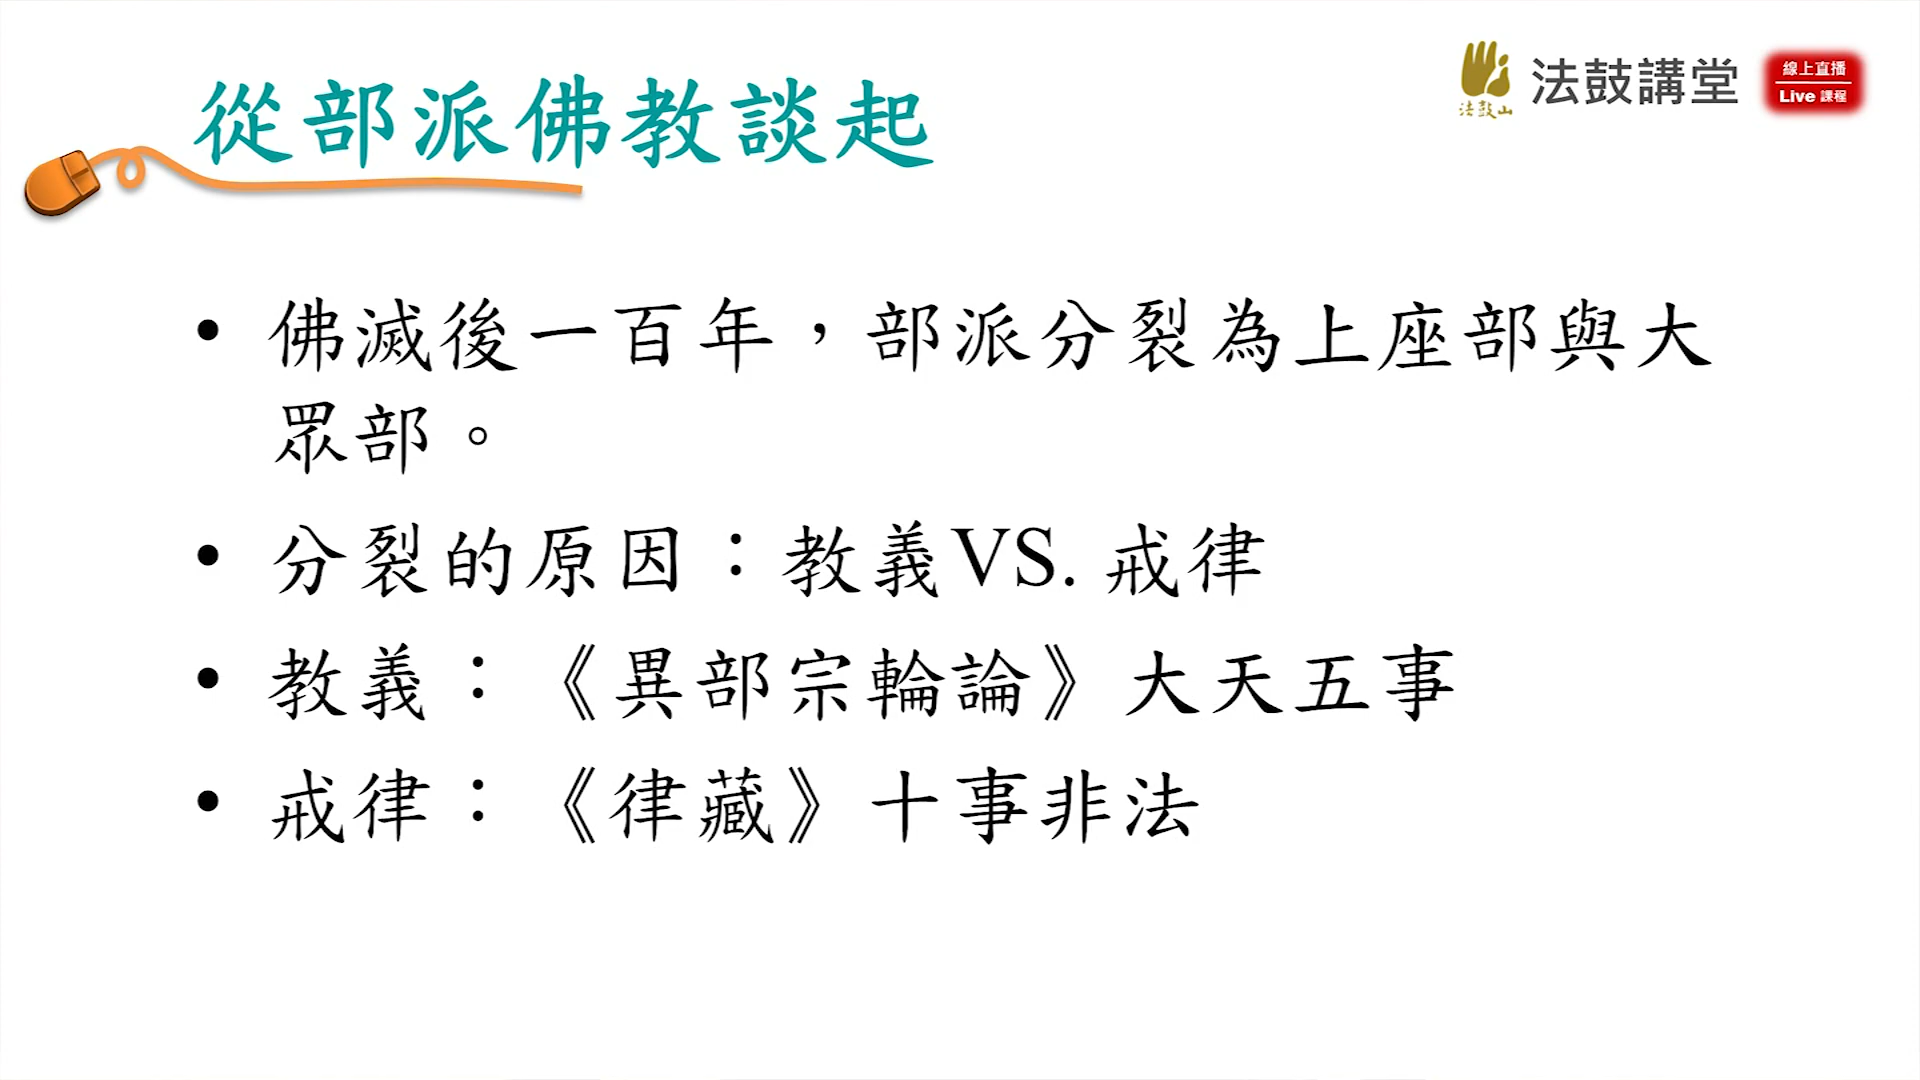 從部派佛教談起
法鼓山
法鼓講堂
線上直播
Live 課程
• 佛滅後一百年，部派分裂為上座部與大
眾部。
• 分裂的原因：教義VS. 戒律
• 教義：《異部宗輪論》大天五事
• 戒律：《律藏》十事非法